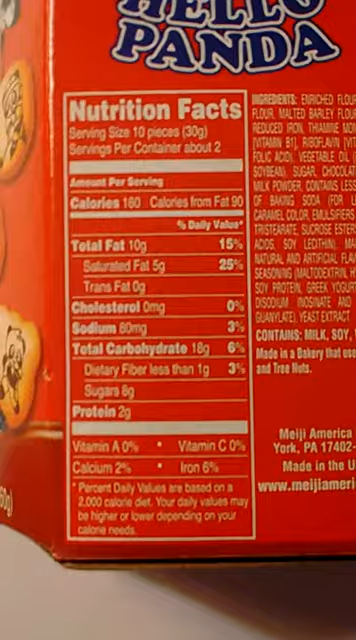 HELLO
PANDA
Nutrition Facts
Serving Size 10 pieces (30g)
Servings Per Container about 2
Amount Per Serving
Calories 160 Calories from Fat 90
% Daily Value*
Total Fat 10g 15%
Saturated Fat 5g 25%
Trans Fat 0g
Cholesterol 0mg 0%
Sodium 80mg 3%
Total Carbohydrate 18g 6%
Dietary Fiber less than 1g 3%
Sugars 8g
Protein 2g
Vitamin A 0% • Vitamin C 0%
Calcium 2% • Iron 6%
* Percent Daily Values are based on a
2,000 calorie diet. Your daily values may
be higher or lower depending on your
calorie needs.
INGREDIENTS: ENRICHED FLOUR
FLOUR, MALTED BARLEY FLOUR
REDUCED IRON, THIAMINE
[VITAMIN B1], RIBOFLAVIN
FOLIC ACID), VEGETABLE OIL
SOYBEAN), SUGAR,
MILK POWDER, CONTAINS LESS
OF BAKING SODA (FOR
CARAMEL COLOR, EMULSIFIERS
TRISTEARATE, SUCROSE
ACIDS, SOY LECITHIN),
NATURAL AND ARTIFICIAL
SEASONING (MALTODEXTRIN,
SOY PROTEIN, GREEK
DISODIUM INOSINATE AND
GUANYLATE), YEAST EXTRACT
CONTAINS: MILK, SOY,
Made in a Bakery that
and Tree Nuts.
Meiji America
York, PA 17402-
Made in the U
www.meijiameri
60g)